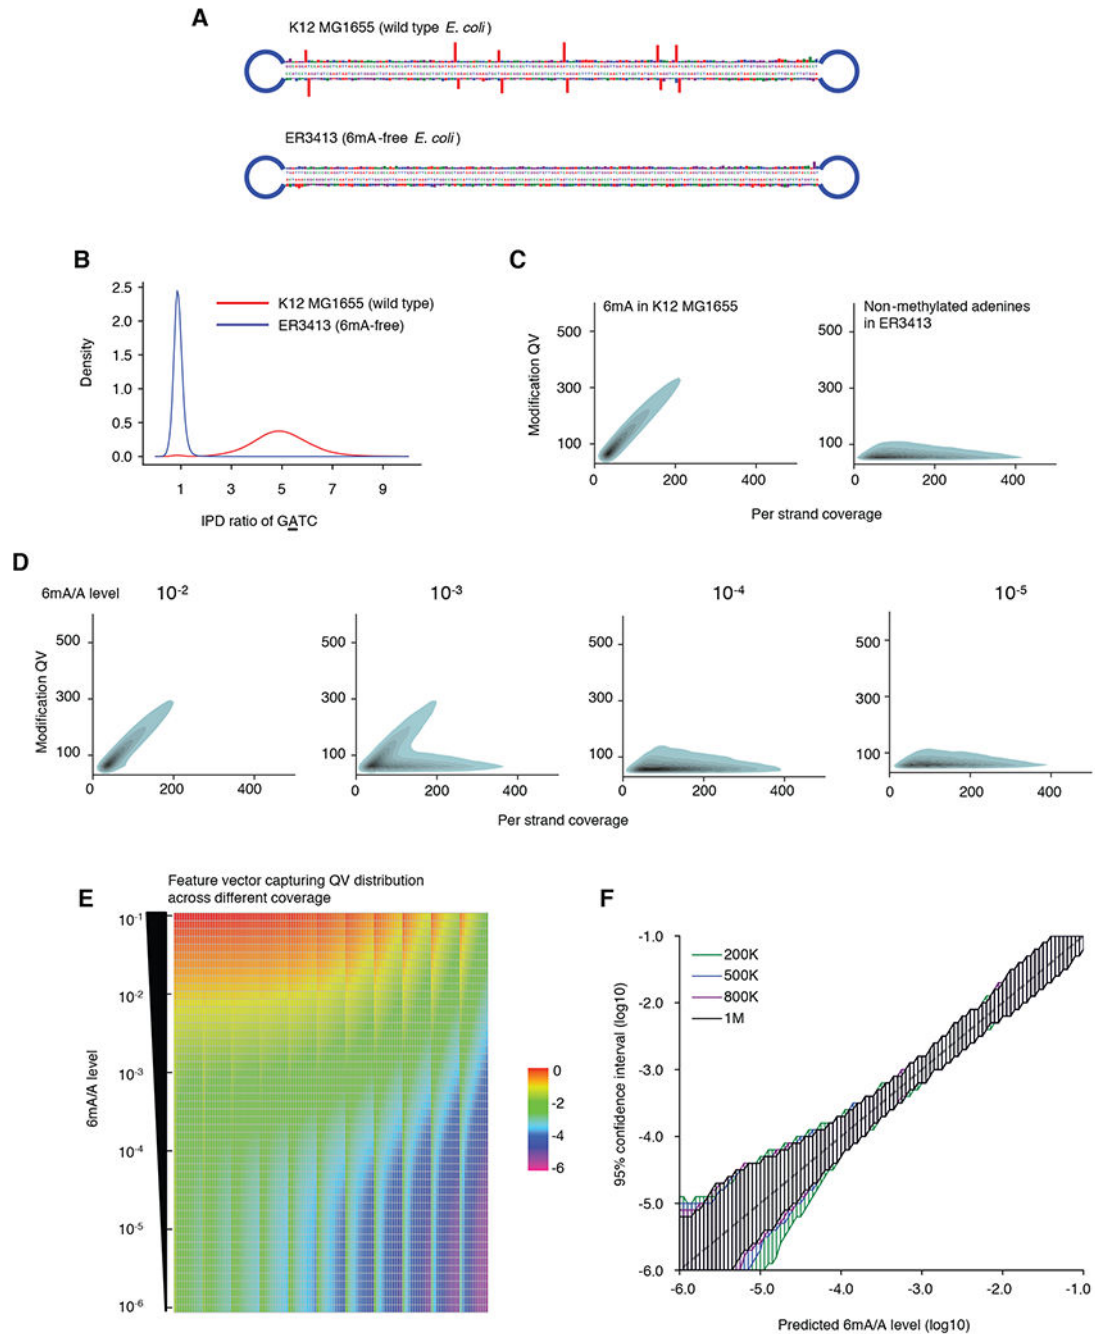 A
K12 MG1655 (wild type E. coli)
ER3413 (6mA-free E. coli)
B
2.5
2.0
1.5
1.0
0.5
0.0
Density
K12 MG1655 (wild type)
ER3413 (6mA-free)
1 3 5 7 9
IPD ratio of GATC
C
Modification QV
6mA in K12 MG1655
500
300
100
0 200 400
Non-methylated adenines
in ER3413
500
300
100
0 200 400
Per strand coverage
D
6mA/A level
10-2
10-3
10-4
10-5
Modification QV
500
300
100
0 200 400
500
300
100
0 200 400
500
300
100
0 200 400
500
300
100
0 200 400
Per strand coverage
E
Feature vector capturing QV distribution
across different coverage
6mA/A level
10-1
10-2
10-3
10-4
10-5
10-6
0
-2
-4
-6
F
95% confidence interval (log10)
-1.0
-2.0
-3.0
-4.0
-5.0
-6.0
200K
500K
800K
1M
-6.0 -5.0 -4.0 -3.0 -2.0 -1.0
Predicted 6mA/A level (log10)